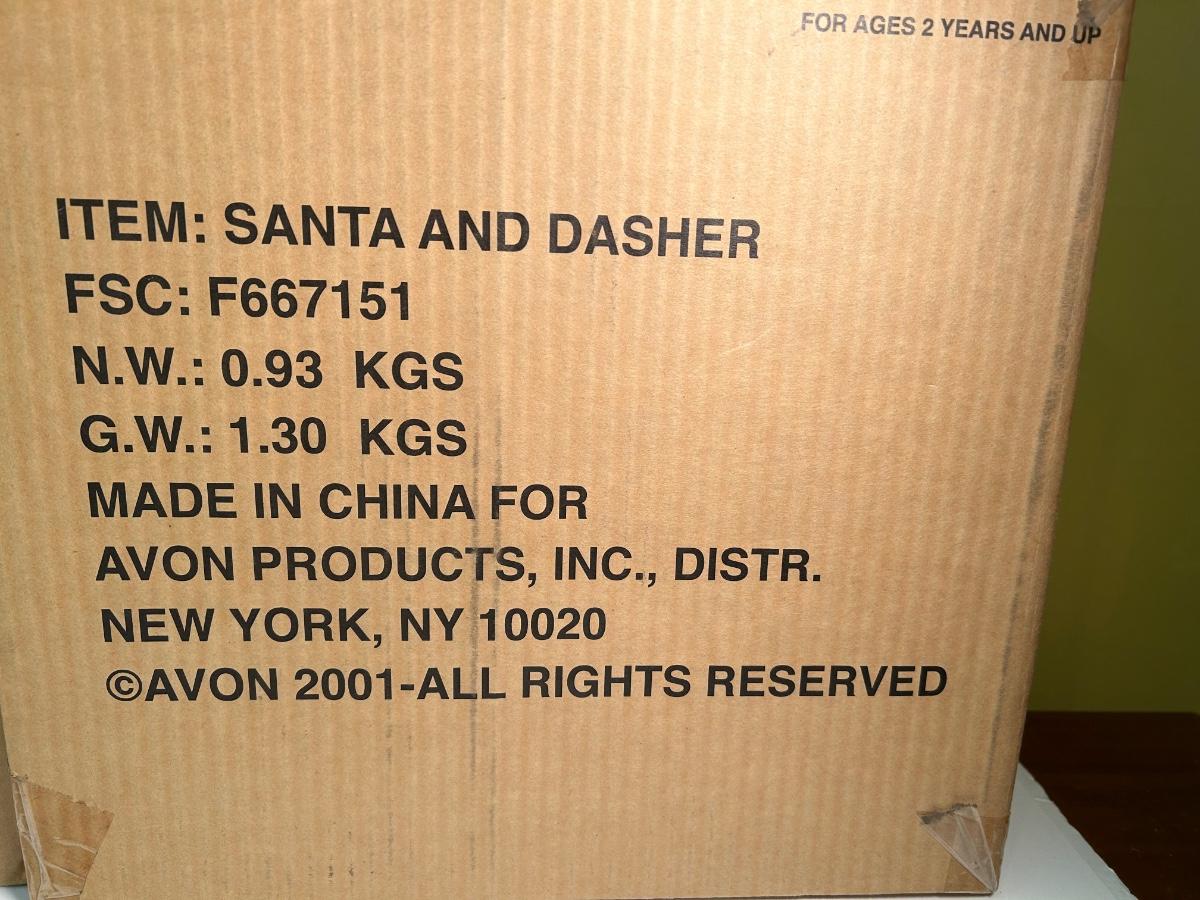 FOR AGES 2 YEARS AND UP
ITEM: SANTA AND DASHER
FSC: F667151
N.W.: 0.93 KGS
G.W.: 1.30 KGS
MADE IN CHINA FOR
AVON PRODUCTS, INC., DISTR.
NEW YORK, NY 10020
©AVON 2001-ALL RIGHTS RESERVED